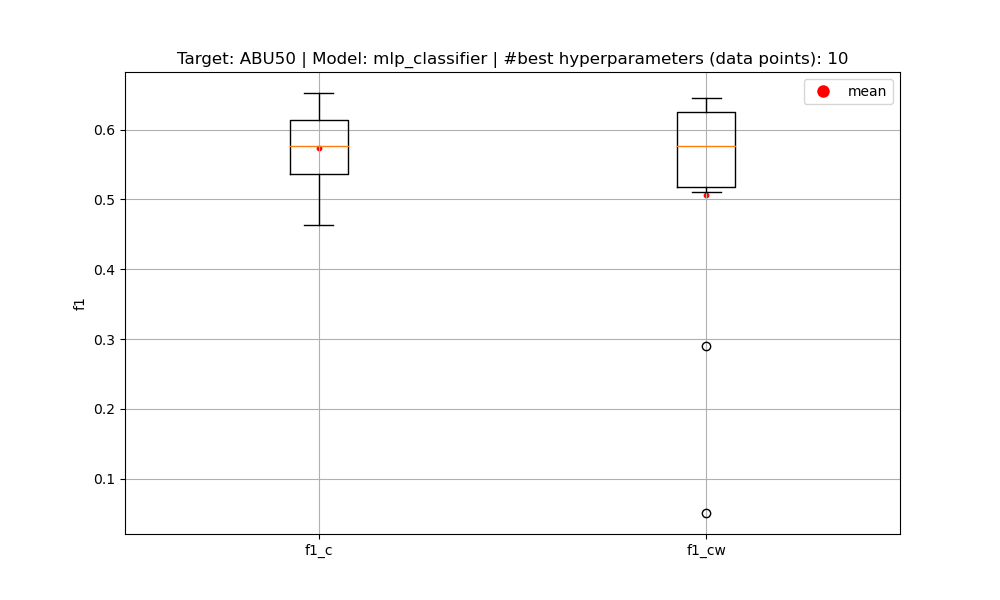 Target: ABU50 | Model: mlp_classifier | #best hyperparameters (data points): 10
mean
0.6
0.5
0.4
0.3
0.2
0.1
f1
f1_c
f1_cw